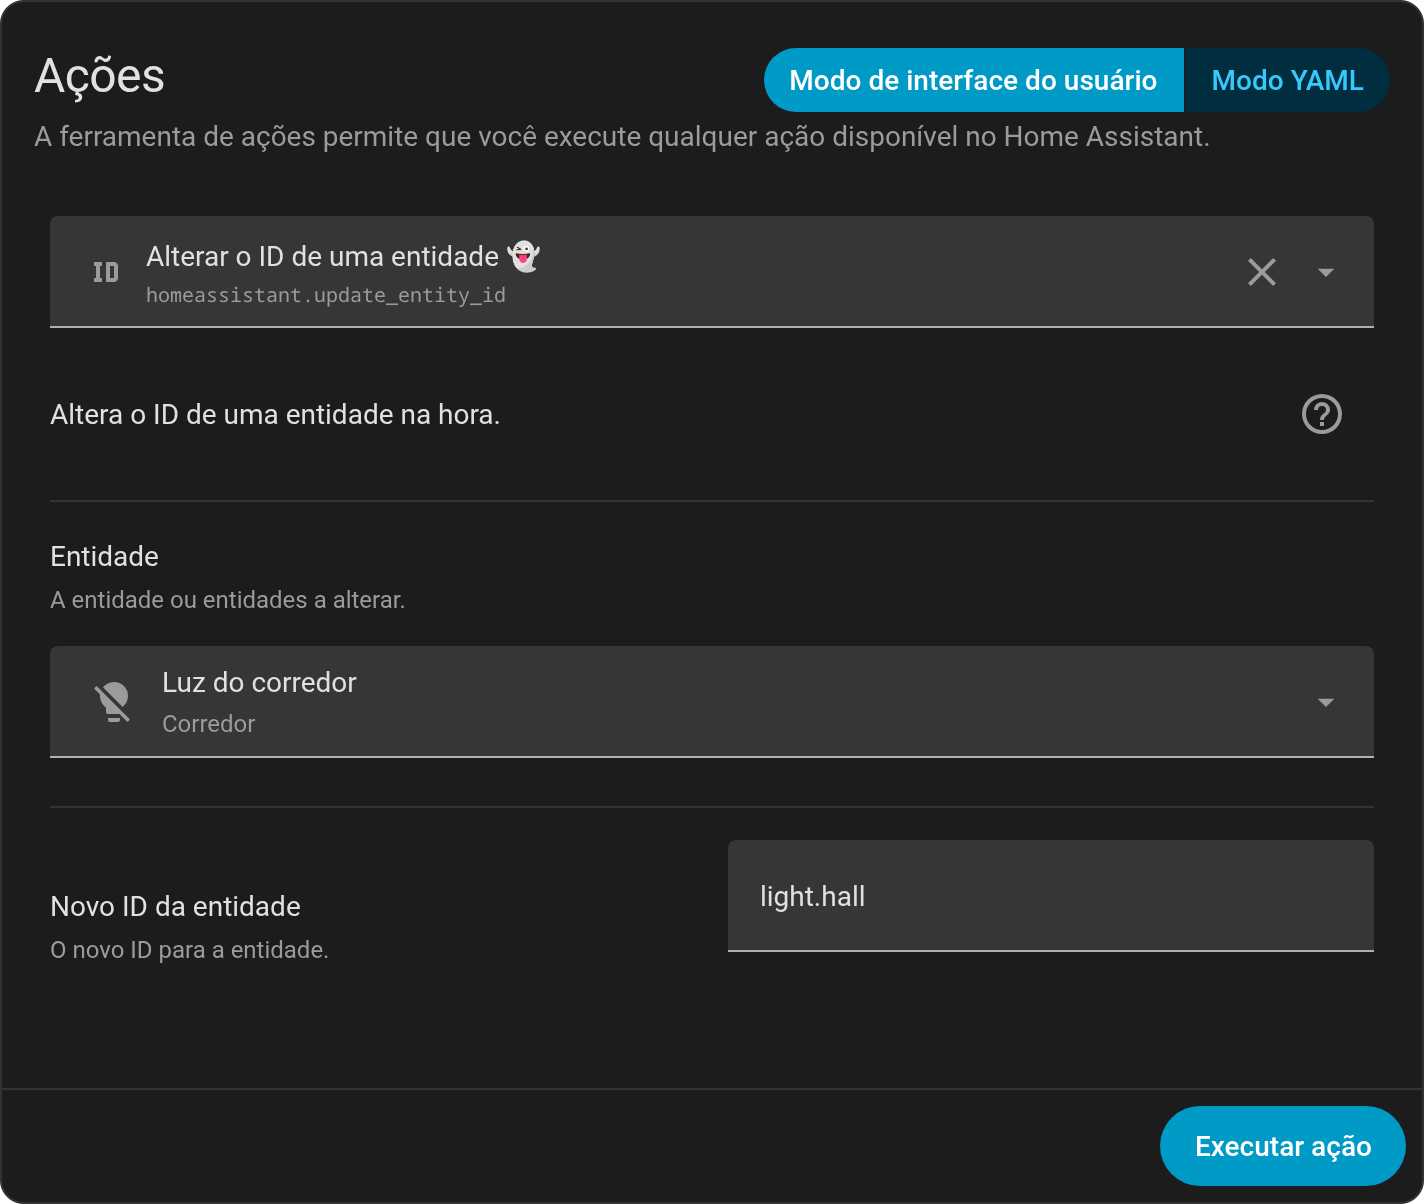 Ações
Modo de interface do usuário
Modo YAML
A ferramenta de ações permite que você execute qualquer ação disponível no Home Assistant.
ID
Alterar o ID de uma entidade 👻
homeassistant.update_entity_id
Altera o ID de uma entidade na hora.
Entidade
A entidade ou entidades a alterar.
Luz do corredor
Corredor
Novo ID da entidade
O novo ID para a entidade.
light.hall
Executar ação